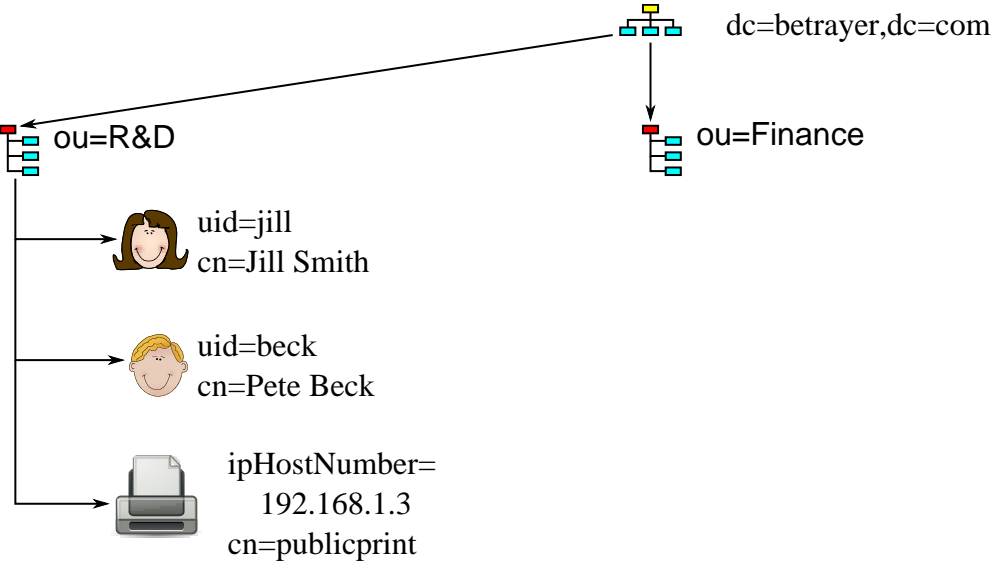 dc=betrayer,dc=com
ou=R&D
ou=Finance
uid=jill
cn=Jill Smith
uid=beck
cn=Pete Beck
ipHostNumber=
192.168.1.3
cn=publicprint